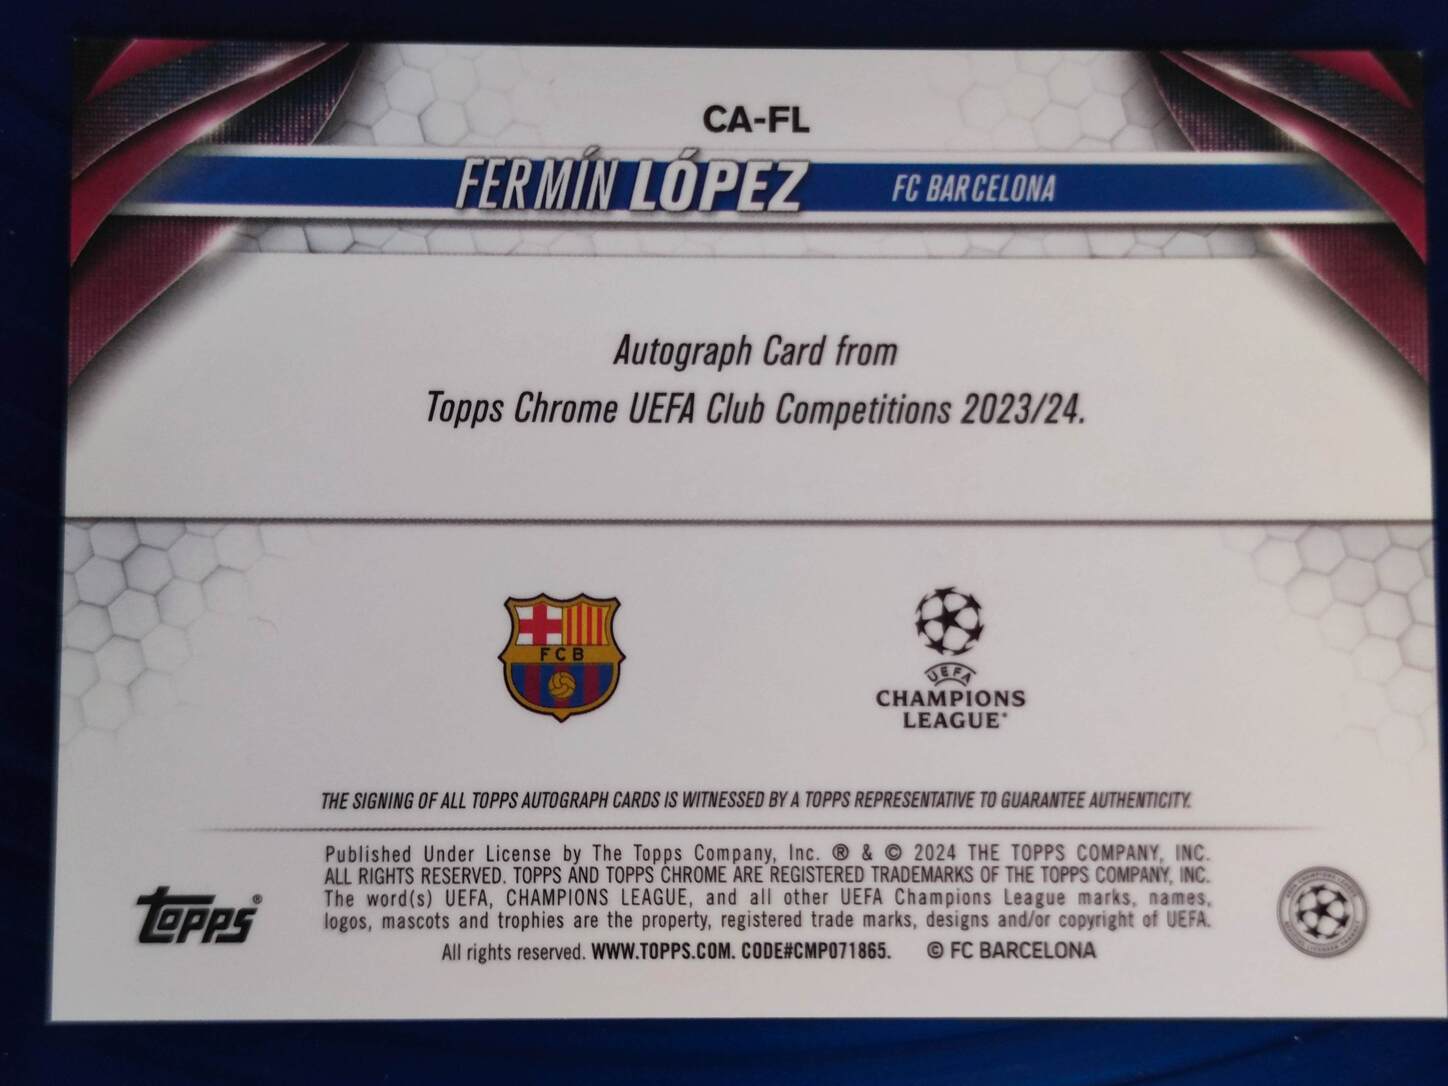 CA-FL
FERMÍN LÓPEZ FC BARCELONA
Autograph Card from
Topps Chrome UEFA Club Competitions 2023/24.
FCB
UEFA
CHAMPIONS
LEAGUE®
THE SIGNING OF ALL TOPPS AUTOGRAPH CARDS IS WITNESSED BY A TOPPS REPRESENTATIVE TO GUARANTEE AUTHENTICITY.
Published Under License by The Topps Company, Inc. ® & © 2024 THE TOPPS COMPANY, INC.
ALL RIGHTS RESERVED. TOPPS AND TOPPS CHROME ARE REGISTERED TRADEMARKS OF THE TOPPS COMPANY, INC.
The word(s) UEFA, CHAMPIONS LEAGUE, and all other UEFA Champions League marks, names,
logos, mascots and trophies are the property, registered trade marks, designs and/or copyright of UEFA.
All rights reserved. WWW.TOPPS.COM. CODE#CMP071865. © FC BARCELONA
topps®